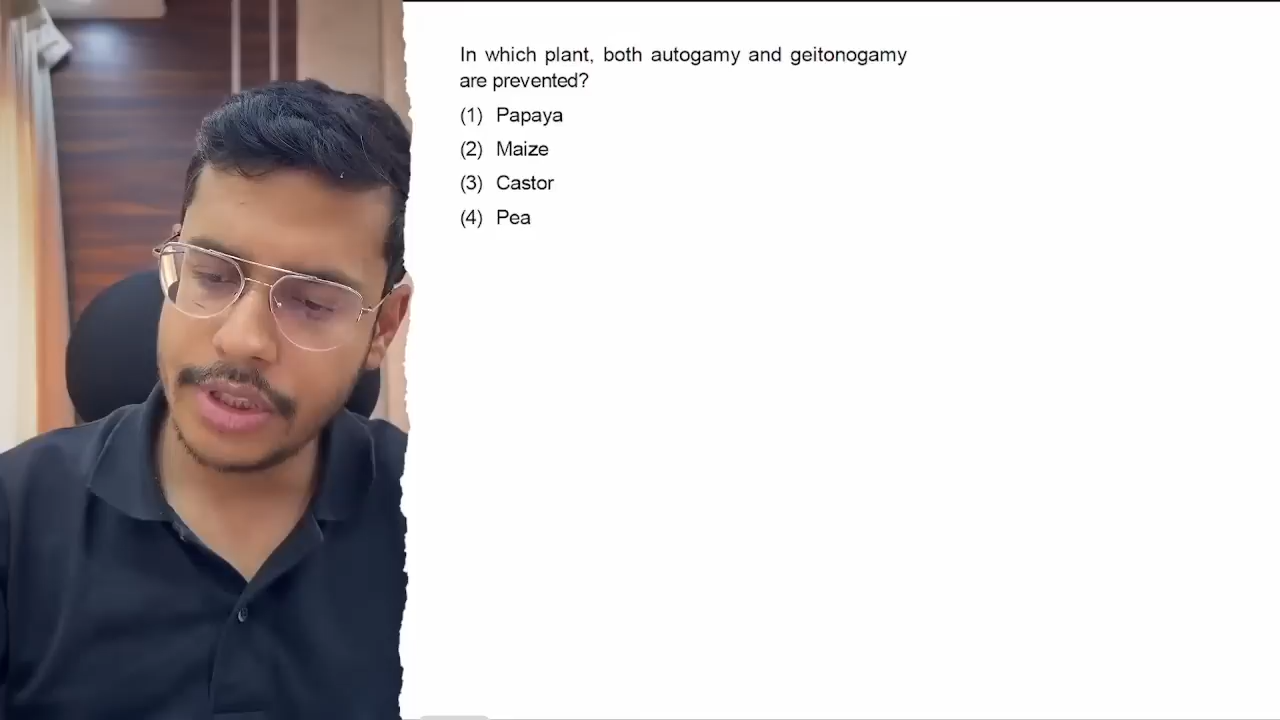 In which plant, both autogamy and geitonogamy
are prevented?
(1) Papaya
(2) Maize
(3) Castor
(4) Pea